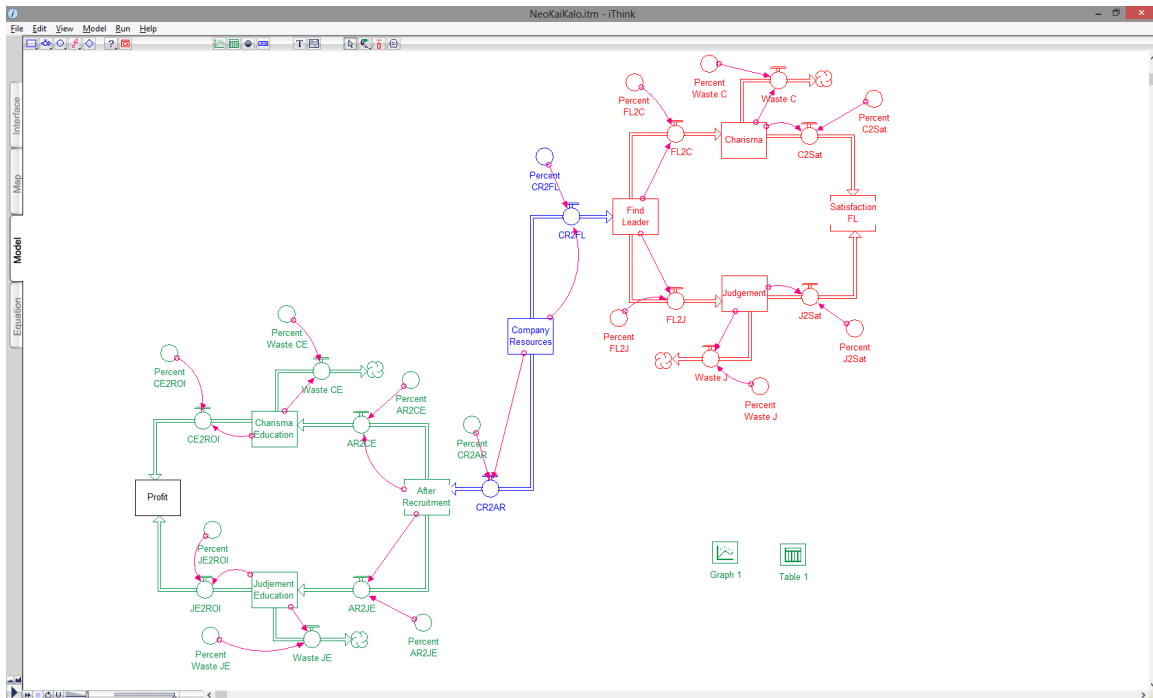 NeoKaiKalo.itm - iThink
File Edit View Model Run Help
Interface
Map
Model
Equation
Percent
Waste C
Waste C
Percent
FL2C
Percent
C2Sat
FL2C
Charisma
C2Sat
Percent
CR2FL
Find
Leader
Satisfaction
FL
CR2FL
Judgement
FL2J
J2Sat
Percent
FL2J
Percent
J2Sat
Company
Resources
Waste J
Percent
Waste J
Percent
Waste CE
Percent
CE2ROI
Waste CE
Percent
AR2CE
Charisma
Education
CE2ROI
AR2CE
Percent
CR2AR
Profit
After
Recruitment
CR2AR
Percent
JE2ROI
Judjement
Education
JE2ROI
AR2JE
Percent
Waste JE
Waste JE
Percent
AR2JE
Graph 1
Table 1